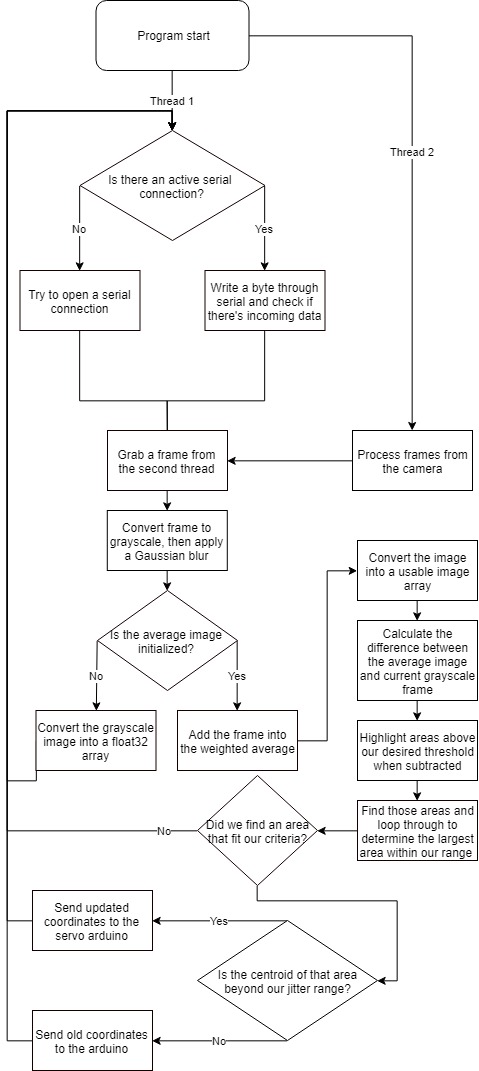 Program start
Thread 1
Thread 2
Is there an active serial
connection?
No
Yes
Try to open a serial
connection
Write a byte through
serial and check if
there's incoming data
Grab a frame from
the second thread
Process frames from
the camera
Convert frame to
grayscale, then apply
a Gaussian blur
Is the average image
initialized?
No
Yes
Convert the grayscale
image into a float32
array
Add the frame into
the weighted average
Convert the image
into a usable image
array
Calculate the
difference between
the average image
and current grayscale
frame
Highlight areas above
our desired threshold
when subtracted
Find those areas and
loop through to
determine the largest
area within our range
Did we find an area
that fit our criteria?
No
Send updated
coordinates to the
servo arduino
Yes
Is the centroid of that area
beyond our jitter range?
No
Send old coordinates
to the arduino